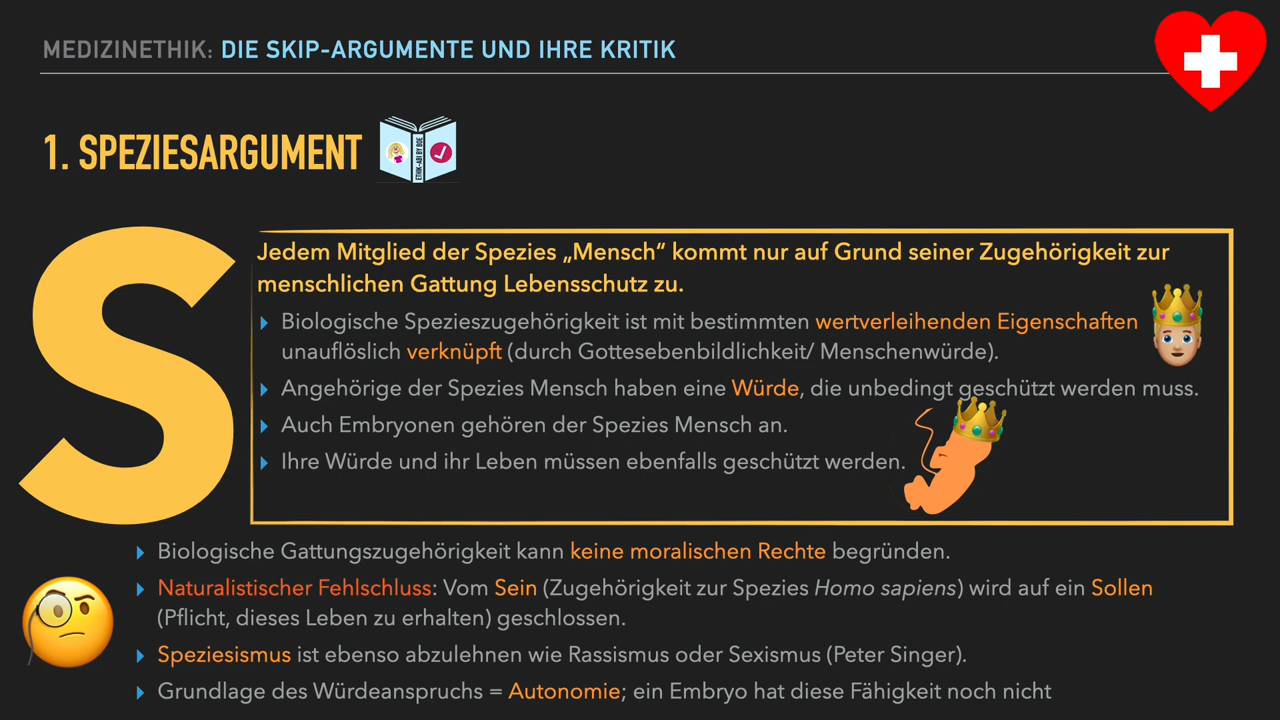 MEDIZINETHIK: DIE SKIP-ARGUMENTE UND IHRE KRITIK
1. SPEZIESARGUMENT
ETHIK-ABI BY BOE
S
Jedem Mitglied der Spezies „Mensch“ kommt nur auf Grund seiner Zugehörigkeit zur
menschlichen Gattung Lebensschutz zu.
Biologische Spezieszugehörigkeit ist mit bestimmten wertverleihenden Eigenschaften
unauflöslich verknüpft (durch Gottesebenbildlichkeit/ Menschenwürde).
Angehörige der Spezies Mensch haben eine Würde, die unbedingt geschützt werden muss.
Auch Embryonen gehören der Spezies Mensch an.
Ihre Würde und ihr Leben müssen ebenfalls geschützt werden.
Biologische Gattungszugehörigkeit kann keine moralischen Rechte begründen.
Naturalistischer Fehlschluss: Vom Sein (Zugehörigkeit zur Spezies Homo sapiens) wird auf ein Sollen
(Pflicht, dieses Leben zu erhalten) geschlossen.
Speziesismus ist ebenso abzulehnen wie Rassismus oder Sexismus (Peter Singer).
Grundlage des Würdeanspruchs = Autonomie; ein Embryo hat diese Fähigkeit noch nicht